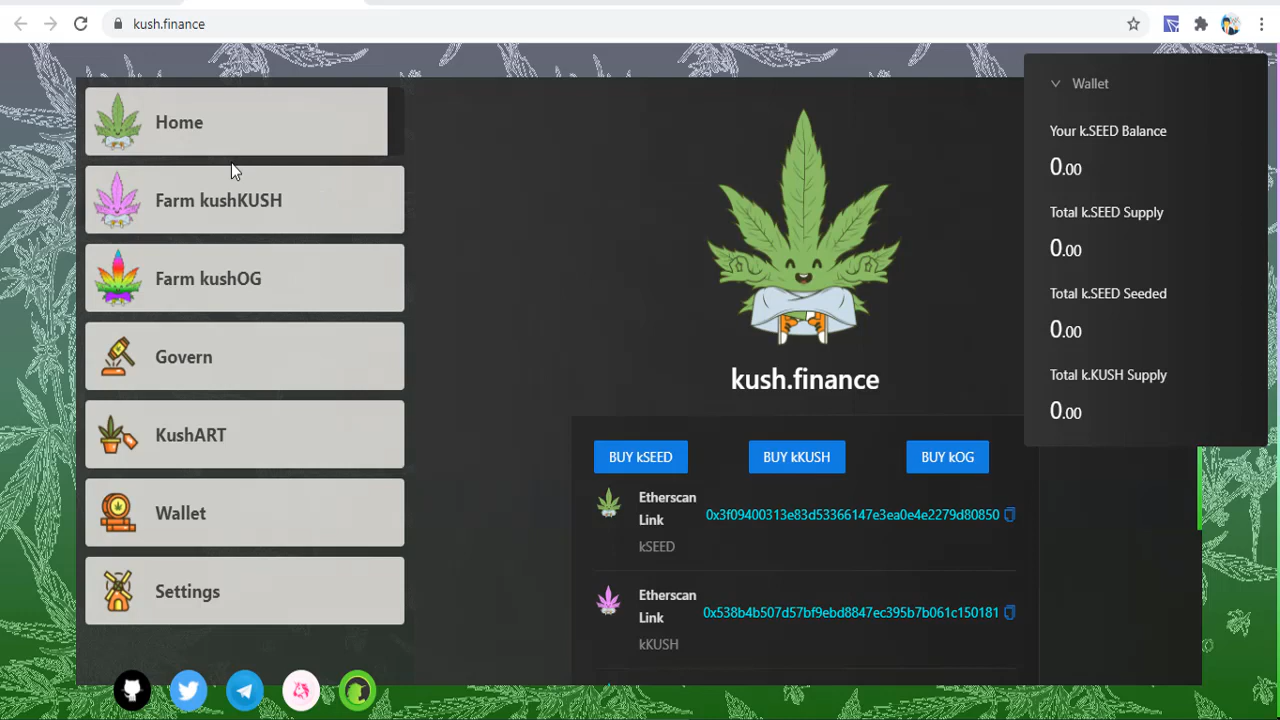 kush.finance
Home
Farm kushKUSH
Farm kushOG
Govern
KushART
Wallet
Settings
kush.finance
BUY kSEED
BUY kKUSH
BUY kOG
Etherscan
Link
0x3f09400313e83d53366147e3ea0e4e2279d80850
kSEED
Etherscan
Link
0x538b4b507d57bf9ebd8847ec395b7b061c150181
kKUSH
Wallet
Your k.SEED Balance
0.00
Total k.SEED Supply
0.00
Total k.SEED Seeded
0.00
Total k.KUSH Supply
0.00